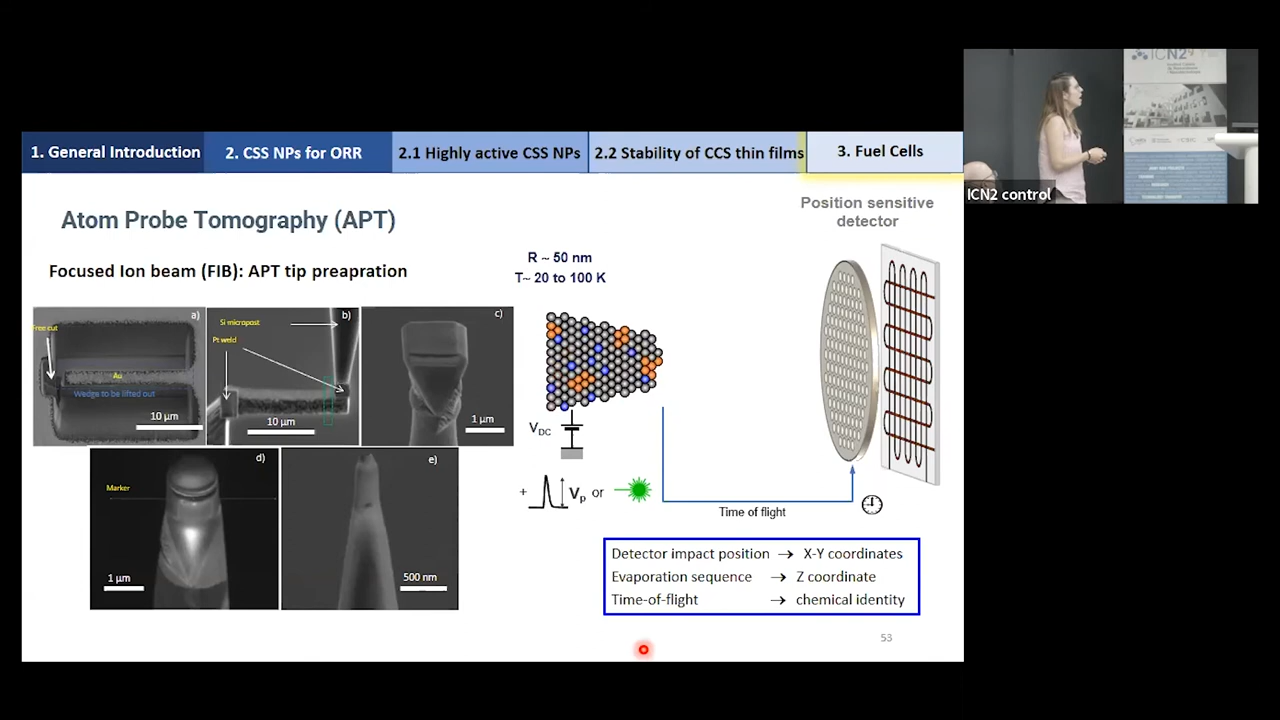 1. General Introduction
2. CSS NPs for ORR
2.1 Highly active CSS NPs
2.2 Stability of CCS thin films
3. Fuel Cells
ICN2
ICN2 control
Atom Probe Tomography (APT)
Position sensitive
detector
Focused Ion beam (FIB): APT tip preapration
R ~ 50 nm
T~ 20 to 100 K
a)
Free cut
Au
Wedge to be lifted out
10 µm
b)
Si micropost
Pt weld
10 µm
c)
1 µm
d)
Marker
1 µm
e)
500 nm
VDC
+ Vp or
Time of flight
Detector impact position → X-Y coordinates
Evaporation sequence → Z coordinate
Time-of-flight → chemical identity
53